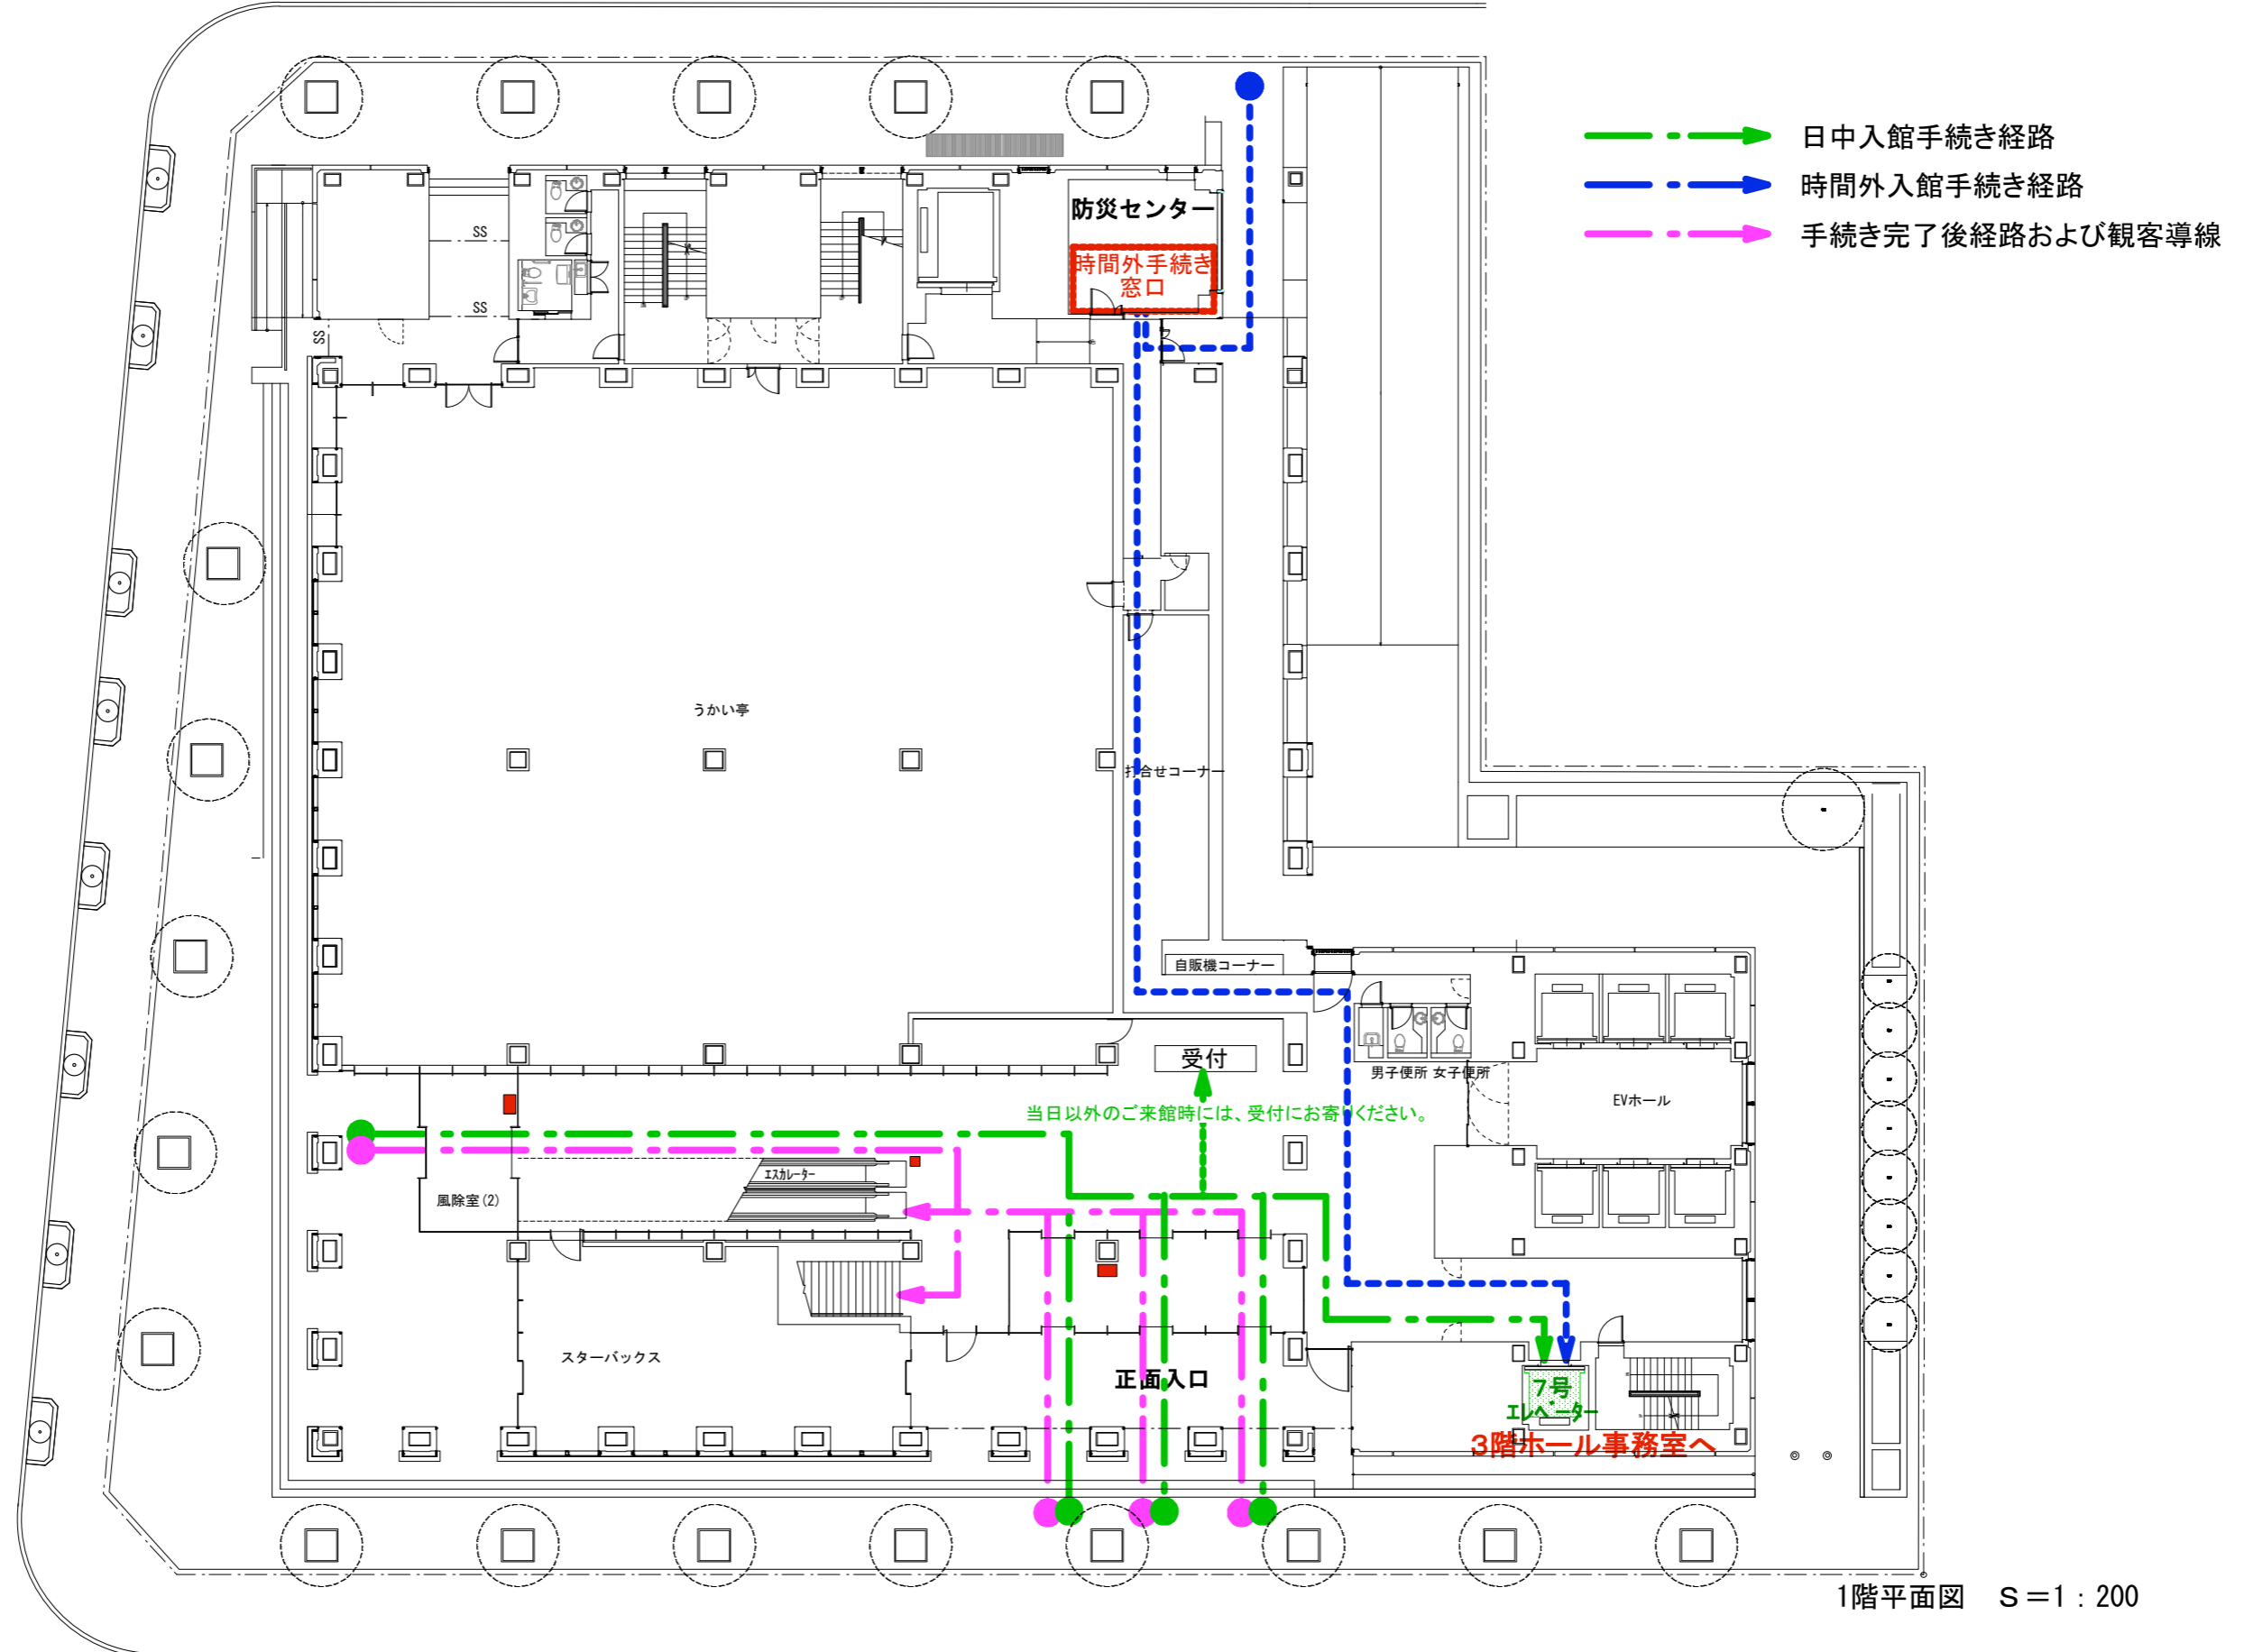 日中入館手続き経路
時間外入館手続き経路
手続き完了後経路および観客導線
防災センター
時間外手続き
窓口
SS
SS
SS
うかい亭
打合せコーナー
自販機コーナー
受付
男子便所 女子便所
EVホール
当日以外のご来館時には、受付にお寄りください。
エスカレーター
風除室(2)
スターバックス
正面入口
7号
エレベーター
3階ホール事務室へ
1階平面図 S=1:200